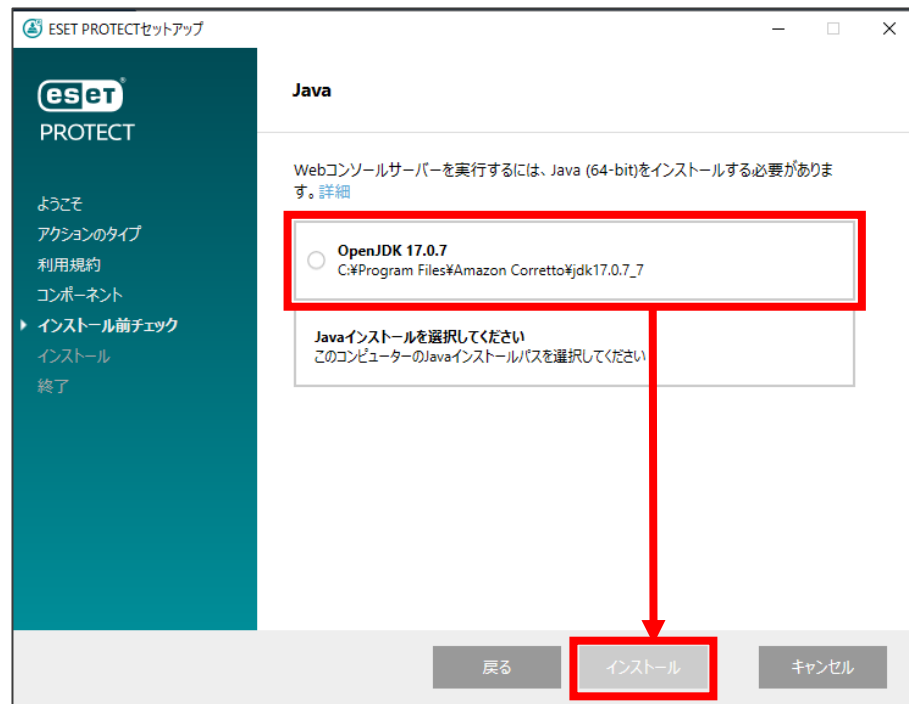 ESET PROTECTセットアップ
eset
PROTECT
ようこそ
アクションのタイプ
利用規約
コンポーネント
インストール前チェック
インストール
終了
Java
Webコンソールサーバーを実行するには、Java (64-bit)をインストールする必要がありま
す。詳細
OpenJDK 17.0.7
C:¥Program Files¥Amazon Corretto¥jdk17.0.7_7
Javaインストールを選択してください
このコンピューターのJavaインストールパスを選択してください
戻る
インストール
キャンセル